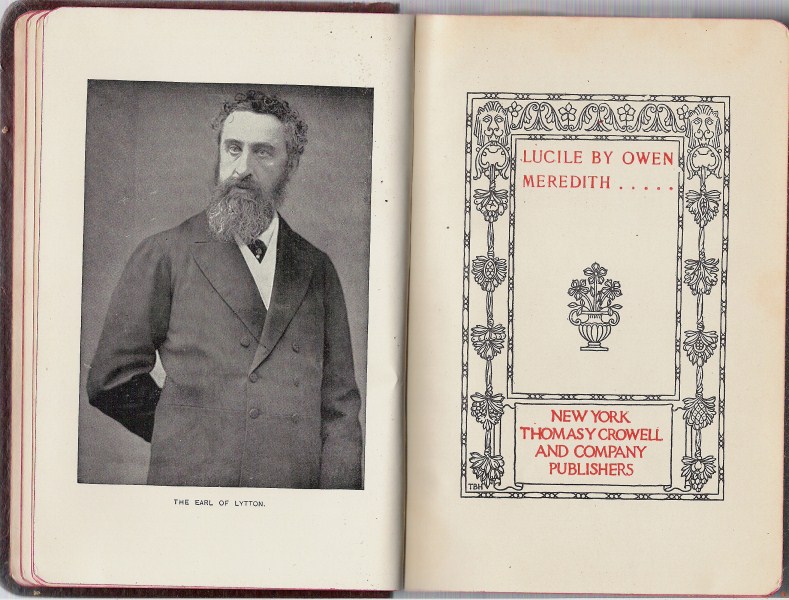 THE EARL OF LYTTON.
LUCILE BY OWEN
MEREDITH . . . . .
NEW YORK
THOMAS Y CROWELL
AND COMPANY
PUBLISHERS
TBH